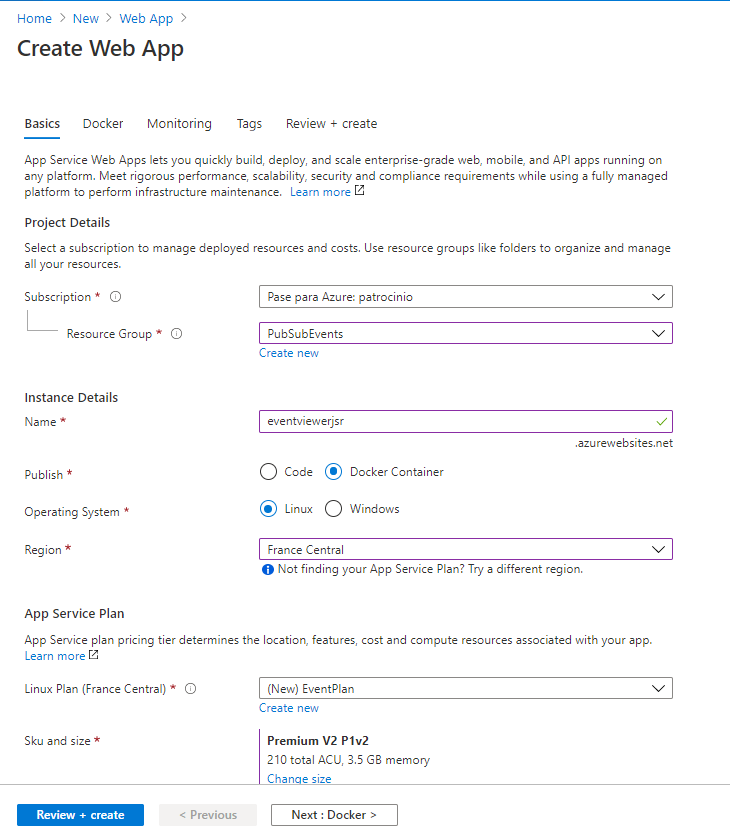 Home > New > Web App >
Create Web App
Basics Docker Monitoring Tags Review + create
App Service Web Apps lets you quickly build, deploy, and scale enterprise-grade web, mobile, and API apps running on
any platform. Meet rigorous performance, scalability, security and compliance requirements while using a fully managed
platform to perform infrastructure maintenance. Learn more
Project Details
Select a subscription to manage deployed resources and costs. Use resource groups like folders to organize and manage
all your resources.
Subscription * Pase para Azure: patrocinio
Resource Group * PubSubEvents
Create new
Instance Details
Name * eventviewerjsr
.azurewebsites.net
Publish * Code Docker Container
Operating System * Linux Windows
Region * France Central
Not finding your App Service Plan? Try a different region.
App Service Plan
App Service plan pricing tier determines the location, features, cost and compute resources associated with your app.
Learn more
Linux Plan (France Central) * (New) EventPlan
Create new
Sku and size * Premium V2 P1v2
210 total ACU, 3.5 GB memory
Change size
Review + create < Previous Next : Docker >